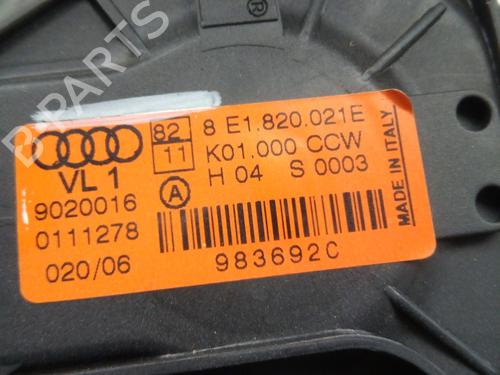 B PARTS
®
VL 1
9020016
0111278
020/06
82
11
A
8 E1.820.021E
K01.000 CCW
H 04 S 0003
983692C
MADE IN ITALY